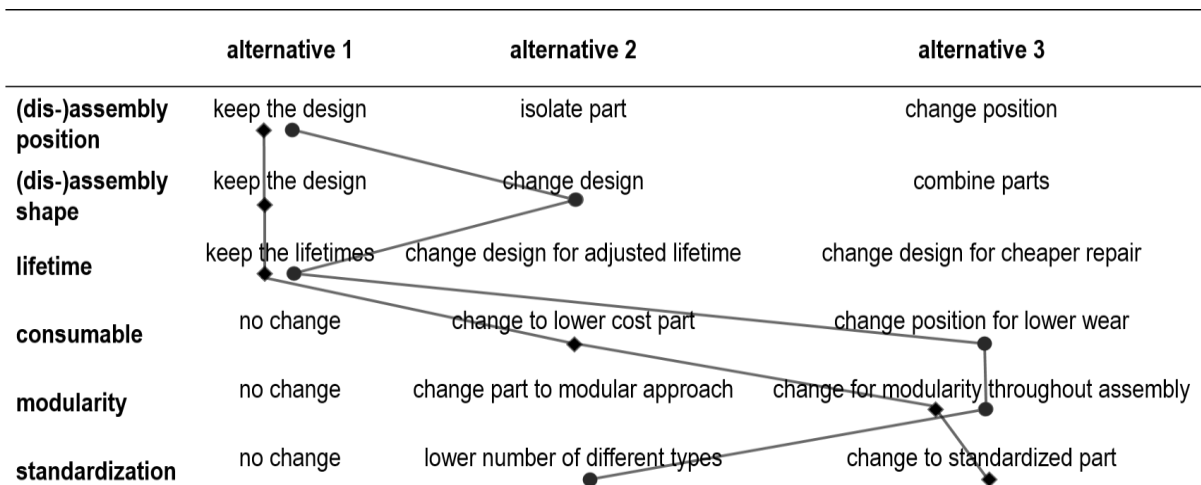 alternative 1 alternative 2 alternative 3
(dis-)assembly position keep the design isolate part change position
(dis-)assembly shape keep the design change design combine parts
lifetime keep the lifetimes change design for adjusted lifetime change design for cheaper repair
consumable no change change to lower cost part change position for lower wear
modularity no change change part to modular approach change for modularity throughout assembly
standardization no change lower number of different types change to standardized part